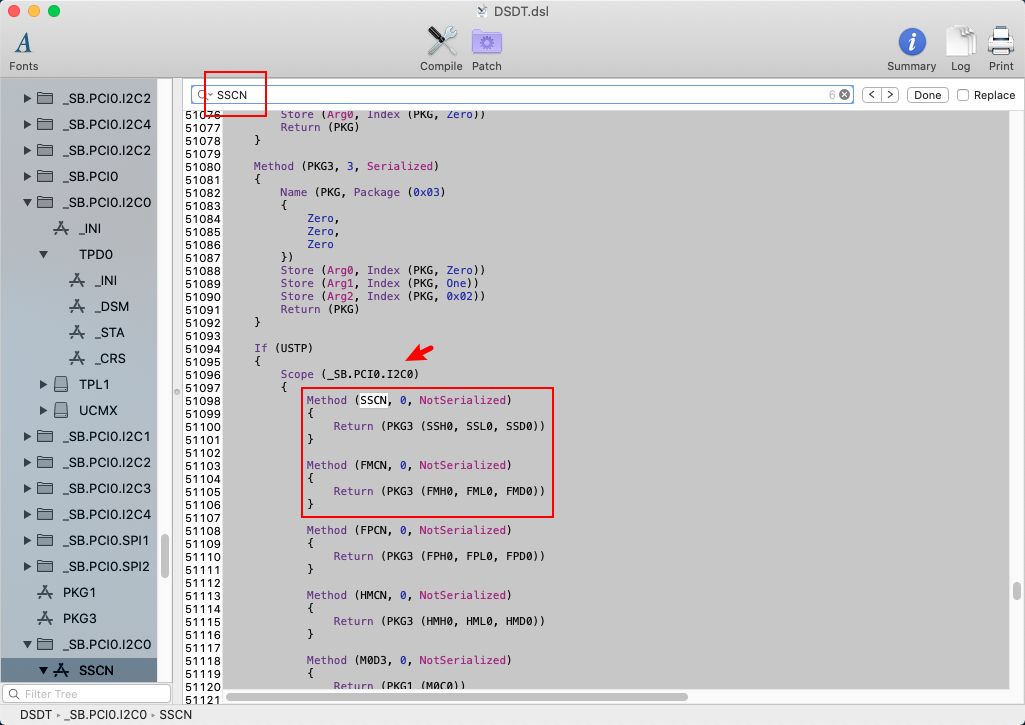 DSDT.dsl
Fonts
Compile
Patch
Summary
Log
Print
_SB.PCI0.I2C2
_SB.PCI0.I2C4
_SB.PCI0.I2C2
_SB.PCI0
_SB.PCI0.I2C0
_INI
TPD0
_INI
_DSM
_STA
_CRS
TPL1
UCMX
_SB.PCI0.I2C1
_SB.PCI0.I2C2
_SB.PCI0.I2C3
_SB.PCI0.I2C4
_SB.PCI0.SPI1
_SB.PCI0.SPI2
PKG1
PKG3
_SB.PCI0.I2C0
SSCN
Filter Tree
SSCN 6 < > Done Replace
51076 Store (Arg0, Index (PKG, Zero))
51077 Return (PKG)
51078 }
51079
51080 Method (PKG3, 3, Serialized)
51081 {
51082 Name (PKG, Package (0x03)
51083 {
51084 Zero,
51085 Zero,
51086 Zero
51087 })
51088 Store (Arg0, Index (PKG, Zero))
51089 Store (Arg1, Index (PKG, One))
51090 Store (Arg2, Index (PKG, 0x02))
51091 Return (PKG)
51092 }
51093
51094 If (USTP)
51095 {
51096 Scope (_SB.PCI0.I2C0)
51097 {
51098 Method (SSCN, 0, NotSerialized)
51099 {
51100 Return (PKG3 (SSH0, SSL0, SSD0))
51101 }
51102
51103 Method (FMCN, 0, NotSerialized)
51104 {
51105 Return (PKG3 (FMH0, FML0, FMD0))
51106 }
51107
51108 Method (FPCN, 0, NotSerialized)
51109 {
51110 Return (PKG3 (FPH0, FPL0, FPD0))
51111 }
51112
51113 Method (HMCN, 0, NotSerialized)
51114 {
51115 Return (PKG3 (HMH0, HML0, HMD0))
51116 }
51117
51118 Method (M0D3, 0, NotSerialized)
51119 {
51120 Return (PKG1 (M0C0))
51121
DSDT › _SB.PCI0.I2C0 › SSCN